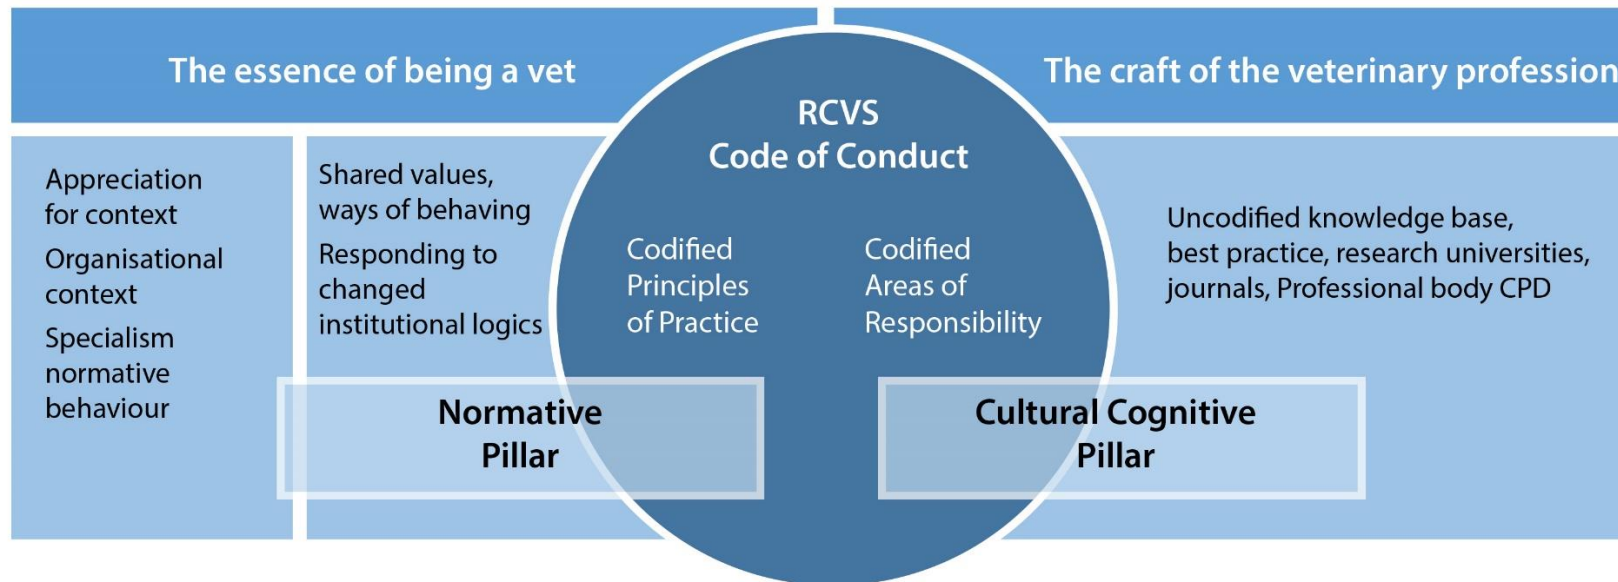 The essence of being a vet
The craft of the veterinary profession
RCVS
Code of Conduct
Appreciation
for context
Organisational
context
Specialism
normative
behaviour
Shared values,
ways of behaving
Responding to
changed
institutional logics
Codified
Principles
of Practice
Codified
Areas of
Responsibility
Uncodified knowledge base,
best practice, research universities,
journals, Professional body CPD
Normative
Pillar
Cultural Cognitive
Pillar